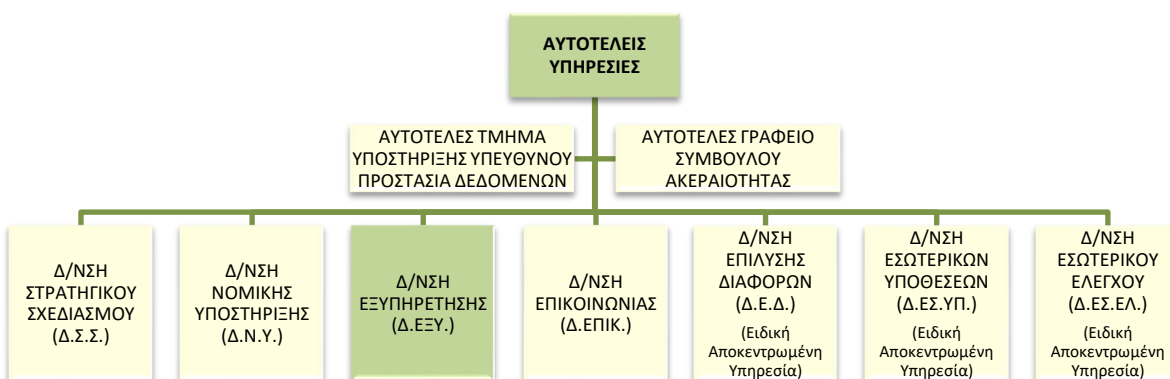 ΑΥΤΟΤΕΛΕΙΣ
ΥΠΗΡΕΣΙΕΣ
ΑΥΤΟΤΕΛΕΣ ΤΜΗΜΑ
ΥΠΟΣΤΗΡΙΞΗΣ ΥΠΕΥΘΥΝΟΥ
ΠΡΟΣΤΑΣΙΑ ΔΕΔΟΜΕΝΩΝ
ΑΥΤΟΤΕΛΕΣ ΓΡΑΦΕΙΟ
ΣΥΜΒΟΥΛΟΥ
ΑΚΕΡΑΙΟΤΗΤΑΣ
Δ/ΝΣΗ
ΣΤΡΑΤΗΓΙΚΟΥ
ΣΧΕΔΙΑΣΜΟΥ
(Δ.Σ.Σ.)
Δ/ΝΣΗ
ΝΟΜΙΚΗΣ
ΥΠΟΣΤΗΡΙΞΗΣ
(Δ.Ν.Υ.)
Δ/ΝΣΗ
ΕΞΥΠΗΡΕΤΗΣΗΣ
(Δ.ΕΞΥ.)
Δ/ΝΣΗ
ΕΠΙΚΟΙΝΩΝΙΑΣ
(Δ.ΕΠΙΚ.)
Δ/ΝΣΗ
ΕΠΙΛΥΣΗΣ
ΔΙΑΦΟΡΩΝ
(Δ.Ε.Δ.)
(Ειδική
Αποκεντρωμένη
Υπηρεσία)
Δ/ΝΣΗ
ΕΣΩΤΕΡΙΚΩΝ
ΥΠΟΘΕΣΕΩΝ
(Δ.ΕΣ.ΥΠ.)
(Ειδική
Αποκεντρωμένη
Υπηρεσία)
Δ/ΝΣΗ
ΕΣΩΤΕΡΙΚΟΥ
ΕΛΕΓΧΟΥ
(Δ.ΕΣ.ΕΛ.)
(Ειδική
Αποκεντρωμένη
Υπηρεσία)